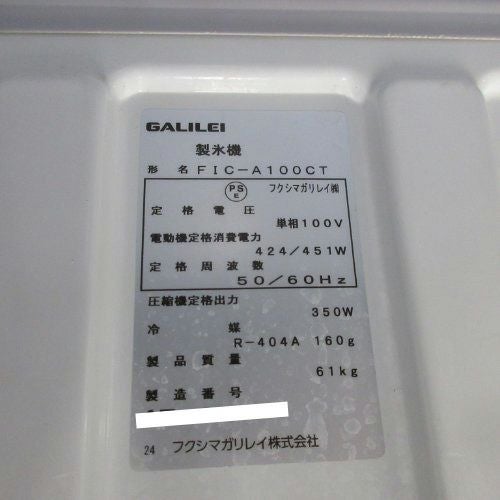 GALILEI
製氷機
形 名 FIC-A100CT
PS E フクシマガリレイ㈱
定格電圧 単相100V
電動機定格消費電力
424/451W
定格周波数
50/60Hz
圧縮機定格出力
350W
冷媒
R-404A 160g
製品質量
61kg
製造番号
24 フクシマガリレイ株式会社